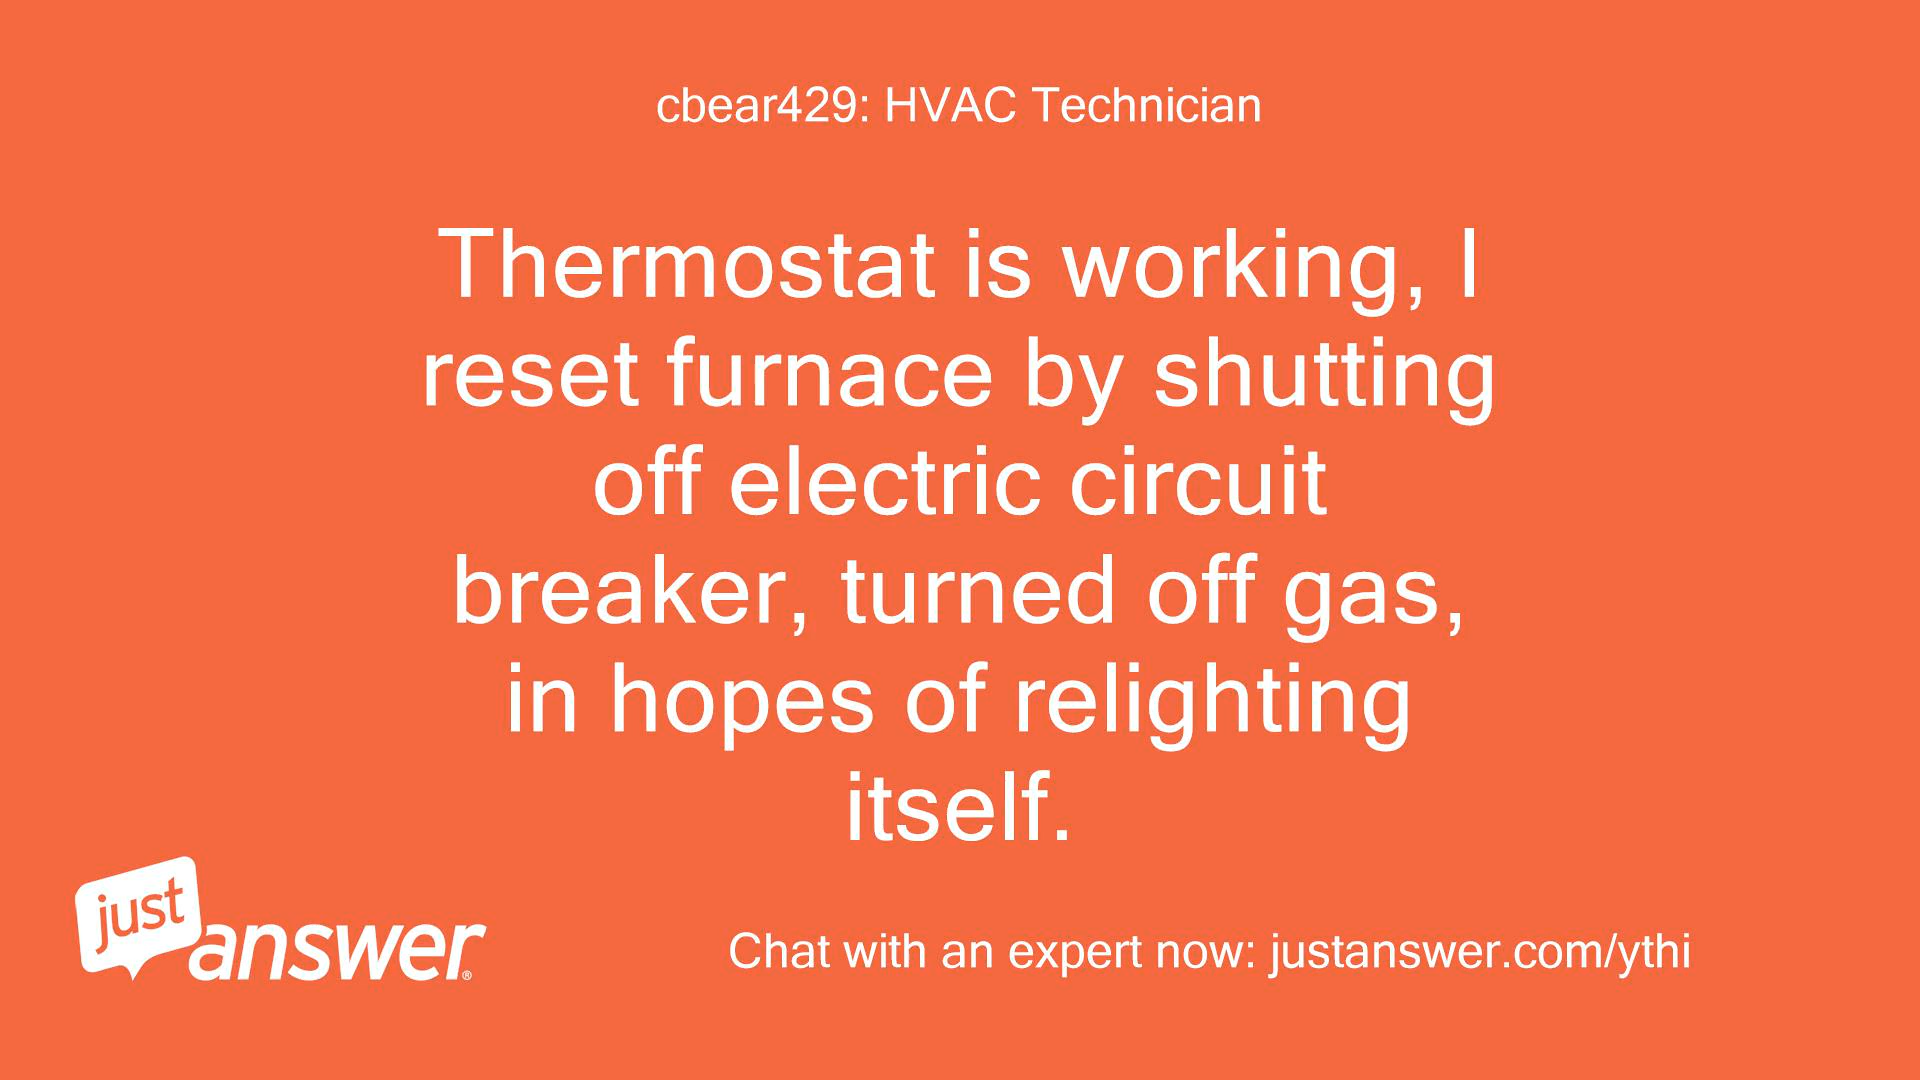 cbear429: HVAC Technician
Thermostat is working, I
reset furnace by shutting
off electric circuit
breaker, turned off gas,
in hopes of relighting
itself.
just
answer®
Chat with an expert now: justanswer.com/ythi